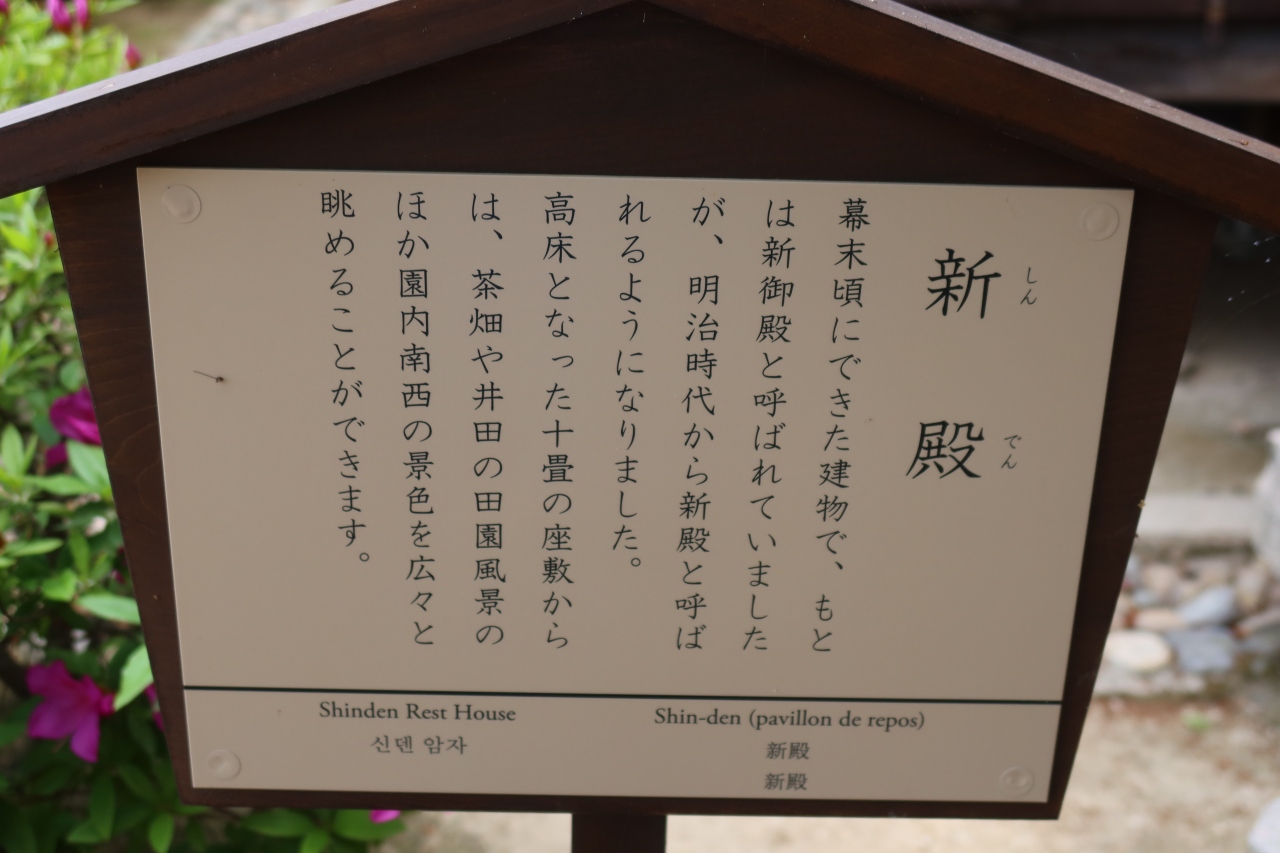 新殿
しんでん
幕末頃にできた建物で、もと
は新御殿と呼ばれていました
が、明治時代から新殿と呼ば
れるようになりました。
高床となった十畳の座敷から
は、茶畑や井田の田園風景の
ほか園内南西の景色を広々と
眺めることができます。
Shinden Rest House
신덴 암자
Shin-den (pavillon de repos)
新殿
新殿